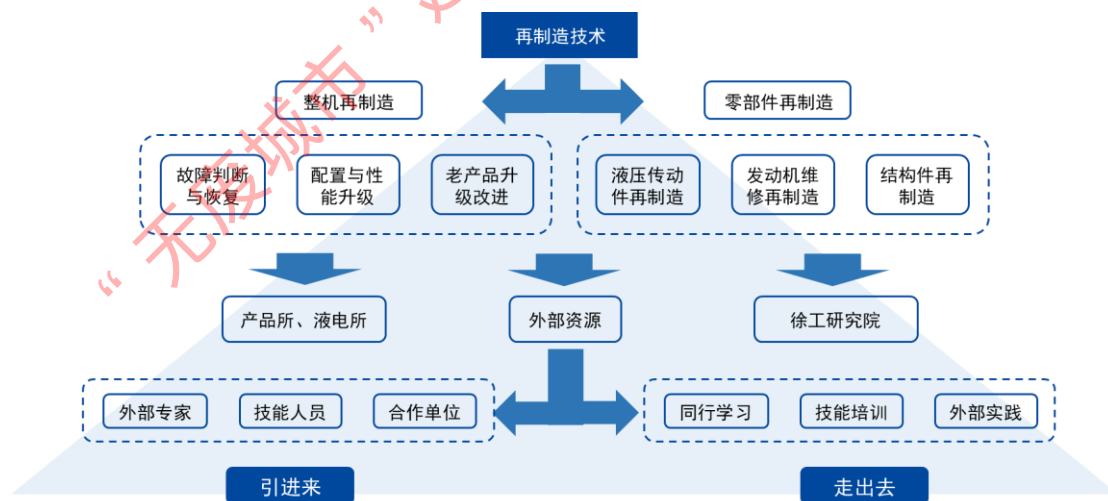 再制造技术
整机再制造
零部件再制造
故障判断
与恢复
配置与性
能升级
老产品升
级改进
液压传动
件再制造
发动机维
修再制造
结构件再
制造
产品所、液电所
外部资源
徐工研究院
外部专家
技能人员
合作单位
同行学习
技能培训
外部实践
引进来
走出去
“无废城市”